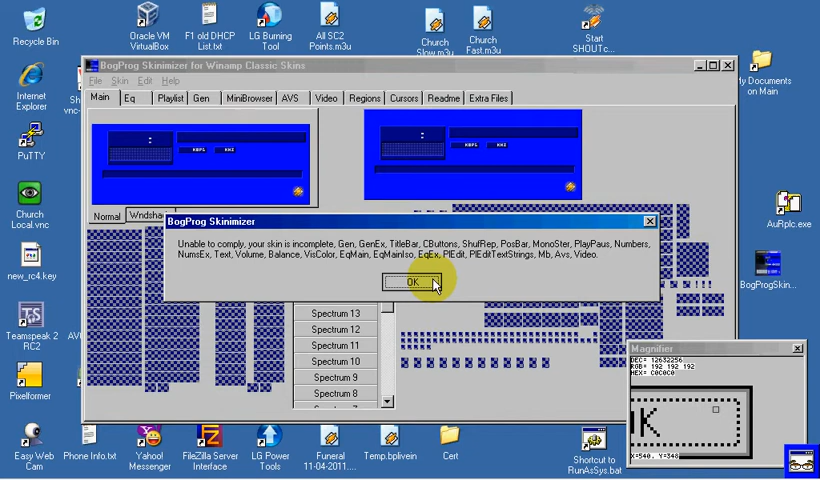 Recycle Bin
Oracle VM
VirtualBox
F1 old DHCP
List.txt
LG Burning
Tool
All SC2
Points.m3u
Church
Slow.m3u
Church
Fast.m3u
Start
SHOUTc...
BogProg Skinimizer for Winamp Classic Skins
File Skin Edit Help
Main Eq Playlist Gen MiniBrowser AVS Video Regions Cursors Readme Extra Files
Internet
Explorer
My Documents
on Main
PuTTY
Normal
Church
Local.vnc
BogProg Skinimizer
Unable to comply, your skin is incomplete, Gen, GenEx, TitleBar, CButtons, ShufRep, PosBar, MonoSter, PlayPaus, Numbers,
NumsEx, Text, Volume, Balance, VisColor, EqMain, EqMainIso, EqEx, PlEdit, PlEditTextStrings, Mb, Avs, Video.
OK
AuRplc.exe
new_rc4.key
BogProgSkin...
Teamspeak 2
RC2
Spectrum 13
Spectrum 12
Spectrum 11
Spectrum 10
Spectrum 9
Spectrum 8
Magnifier
DEC= 12632256
RGB= 192 192 192
HEX= C0C0C0
X=540, Y=348
Pixelformer
Easy Web
Cam
Phone Info.txt
Yahoo
Messenger
FileZilla Server
Interface
LG Power
Tools
Funeral
11-04-2011...
Temp.bplivein
Cert
Shortcut to
RunAsSys.bat